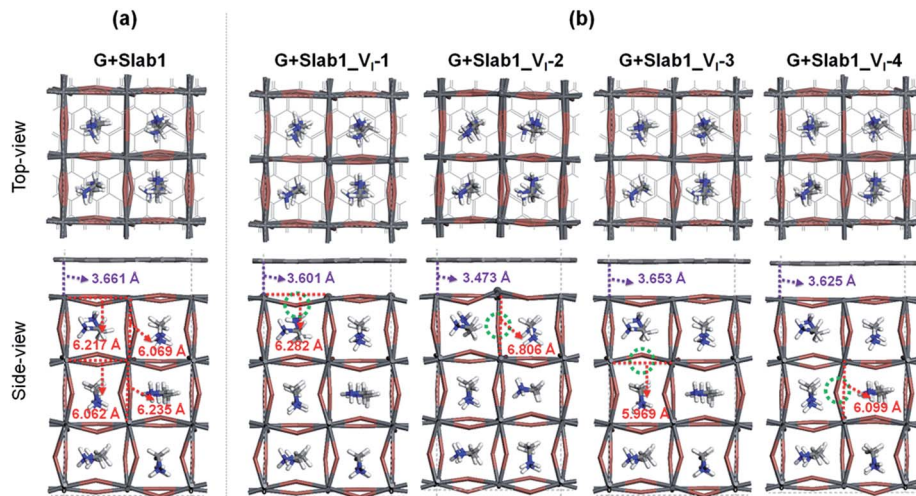 (a)
(b)
G+Slab1
G+Slab1_VI-1
G+Slab1_VI-2
G+Slab1_VI-3
G+Slab1_VI-4
Top-view
Side-view
3.661 Å
6.217 Å
6.069 Å
6.062 Å
6.235 Å
3.601 Å
6.282 Å
3.473 Å
6.806 Å
3.653 Å
5.969 Å
3.625 Å
6.099 Å